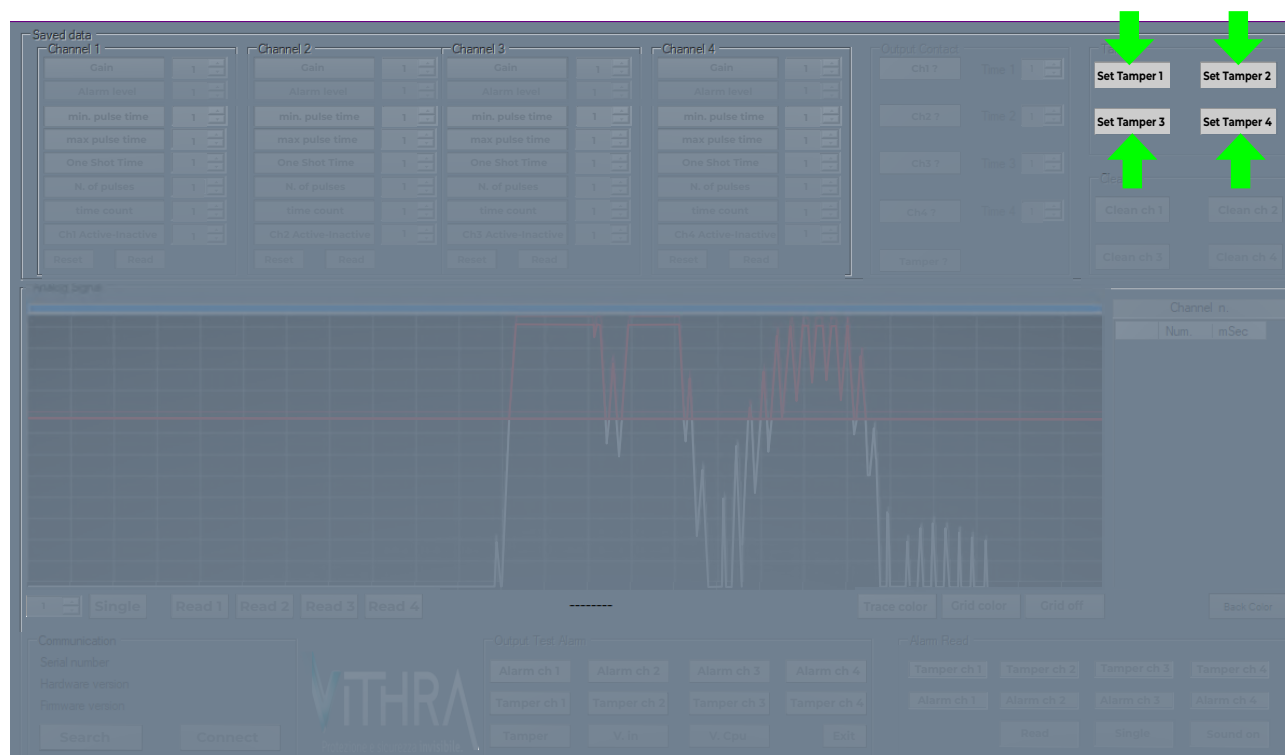 Saved data
Channel 1 Channel 2 Channel 3 Channel 4 Output Contact
Gain 1 Gain 1 Gain 1 Gain 1 Ch1 ? Time 1 1 Set Tamper 1 Set Tamper 2
Alarm level 1 Alarm level 1 Alarm level 1 Alarm level 1
min. pulse time 1 min. pulse time 1 min. pulse time 1 min. pulse time 1 Ch2 ? Time 2 1 Set Tamper 3 Set Tamper 4
max pulse time 1 max pulse time 1 max pulse time 1 max pulse time 1
One Shot Time 1 One Shot Time 1 One Shot Time 1 One Shot Time 1 Ch3 ? Time 3 1
N. of pulses 1 N. of pulses 1 N. of pulses 1 N. of pulses 1
time count 1 time count 1 time count 1 time count 1 Ch4 ? Time 4 1 Clean ch 1 Clean ch 2
Ch1 Active-Inactive 1 Ch2 Active-Inactive 1 Ch3 Active-Inactive 1 Ch4 Active-Inactive 1
Reset Read Reset Read Reset Read Reset Read Tamper ? Clean ch 3 Clean ch 4
Analog Signal
Channel n.
Num. mSec
1 Single Read 1 Read 2 Read 3 Read 4 -------- Trace color Grid color Grid off Back Color
Communication Output Test Alarm Alarm Read
Serial number
Hardware version
Firmware version
Search Connect
ViTHRA
Alarm ch 1 Alarm ch 2 Alarm ch 3 Alarm ch 4
Tamper ch 1 Tamper ch 2 Tamper ch 3 Tamper ch 4
Tamper V. in V. Cpu Exit
Tamper ch 1 Tamper ch 2 Tamper ch 3 Tamper ch 4
Alarm ch 1 Alarm ch 2 Alarm ch 3 Alarm ch 4
Read Single Sound on